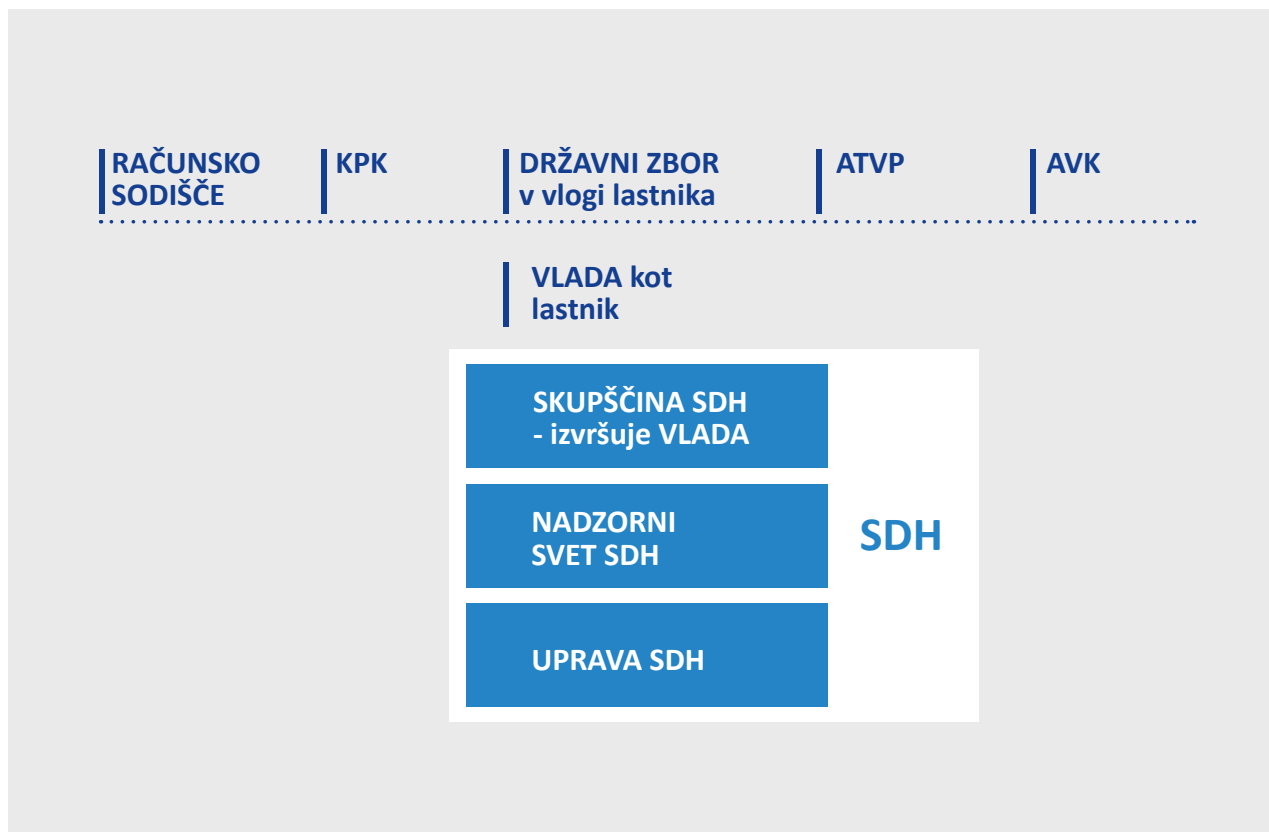 RAČUNSKO
SODIŠČE
KPK
DRŽAVNI ZBOR
v vlogi lastnika
ATVP
AVK
VLADA kot
lastnik
SKUPŠČINA SDH
- izvršuje VLADA
NADZORNI
SVET SDH
SDH
UPRAVA SDH